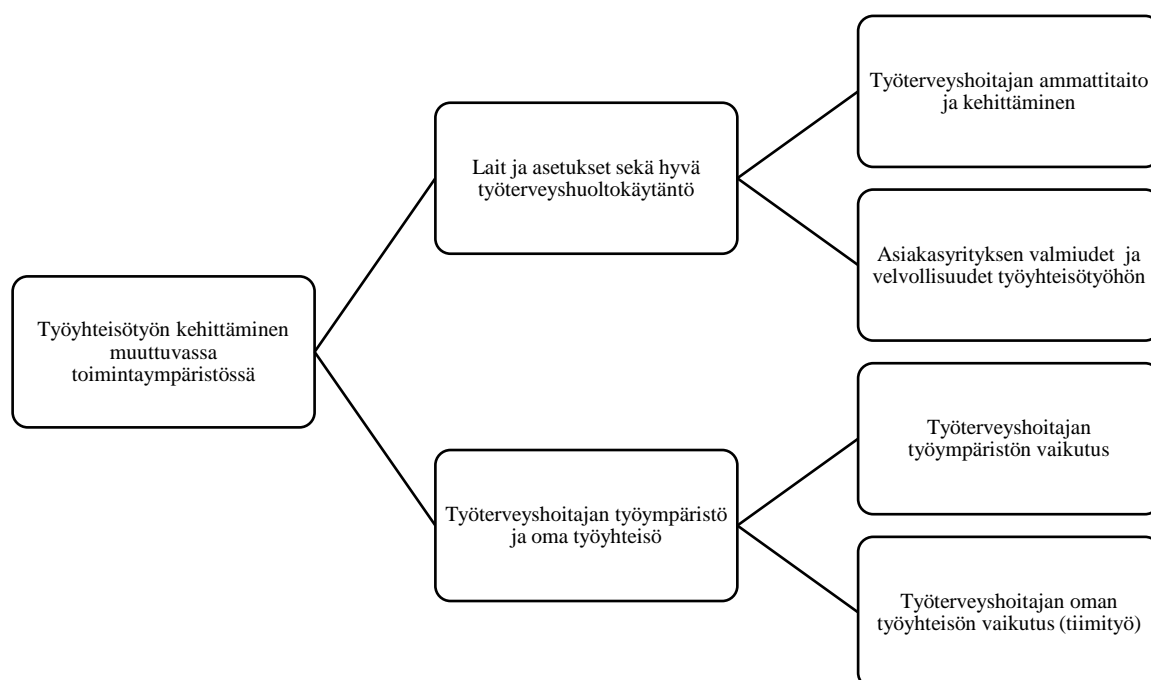 Työyhteisötyön kehittäminen
muuttuvassa
toimintaympäristössä
Lait ja asetukset sekä hyvä
työterveyshuoltokäytäntö
Työterveyshoitajan ammattitaito
ja kehittäminen
Asiakasyrityksen valmiudet ja
velvollisuudet työyhteisötyöhön
Työterveyshoitajan työympäristö
ja oma työyhteisö
Työterveyshoitajan
työympäristön vaikutus
Työterveyshoitajan oman
työyhteisön vaikutus (tiimityö)